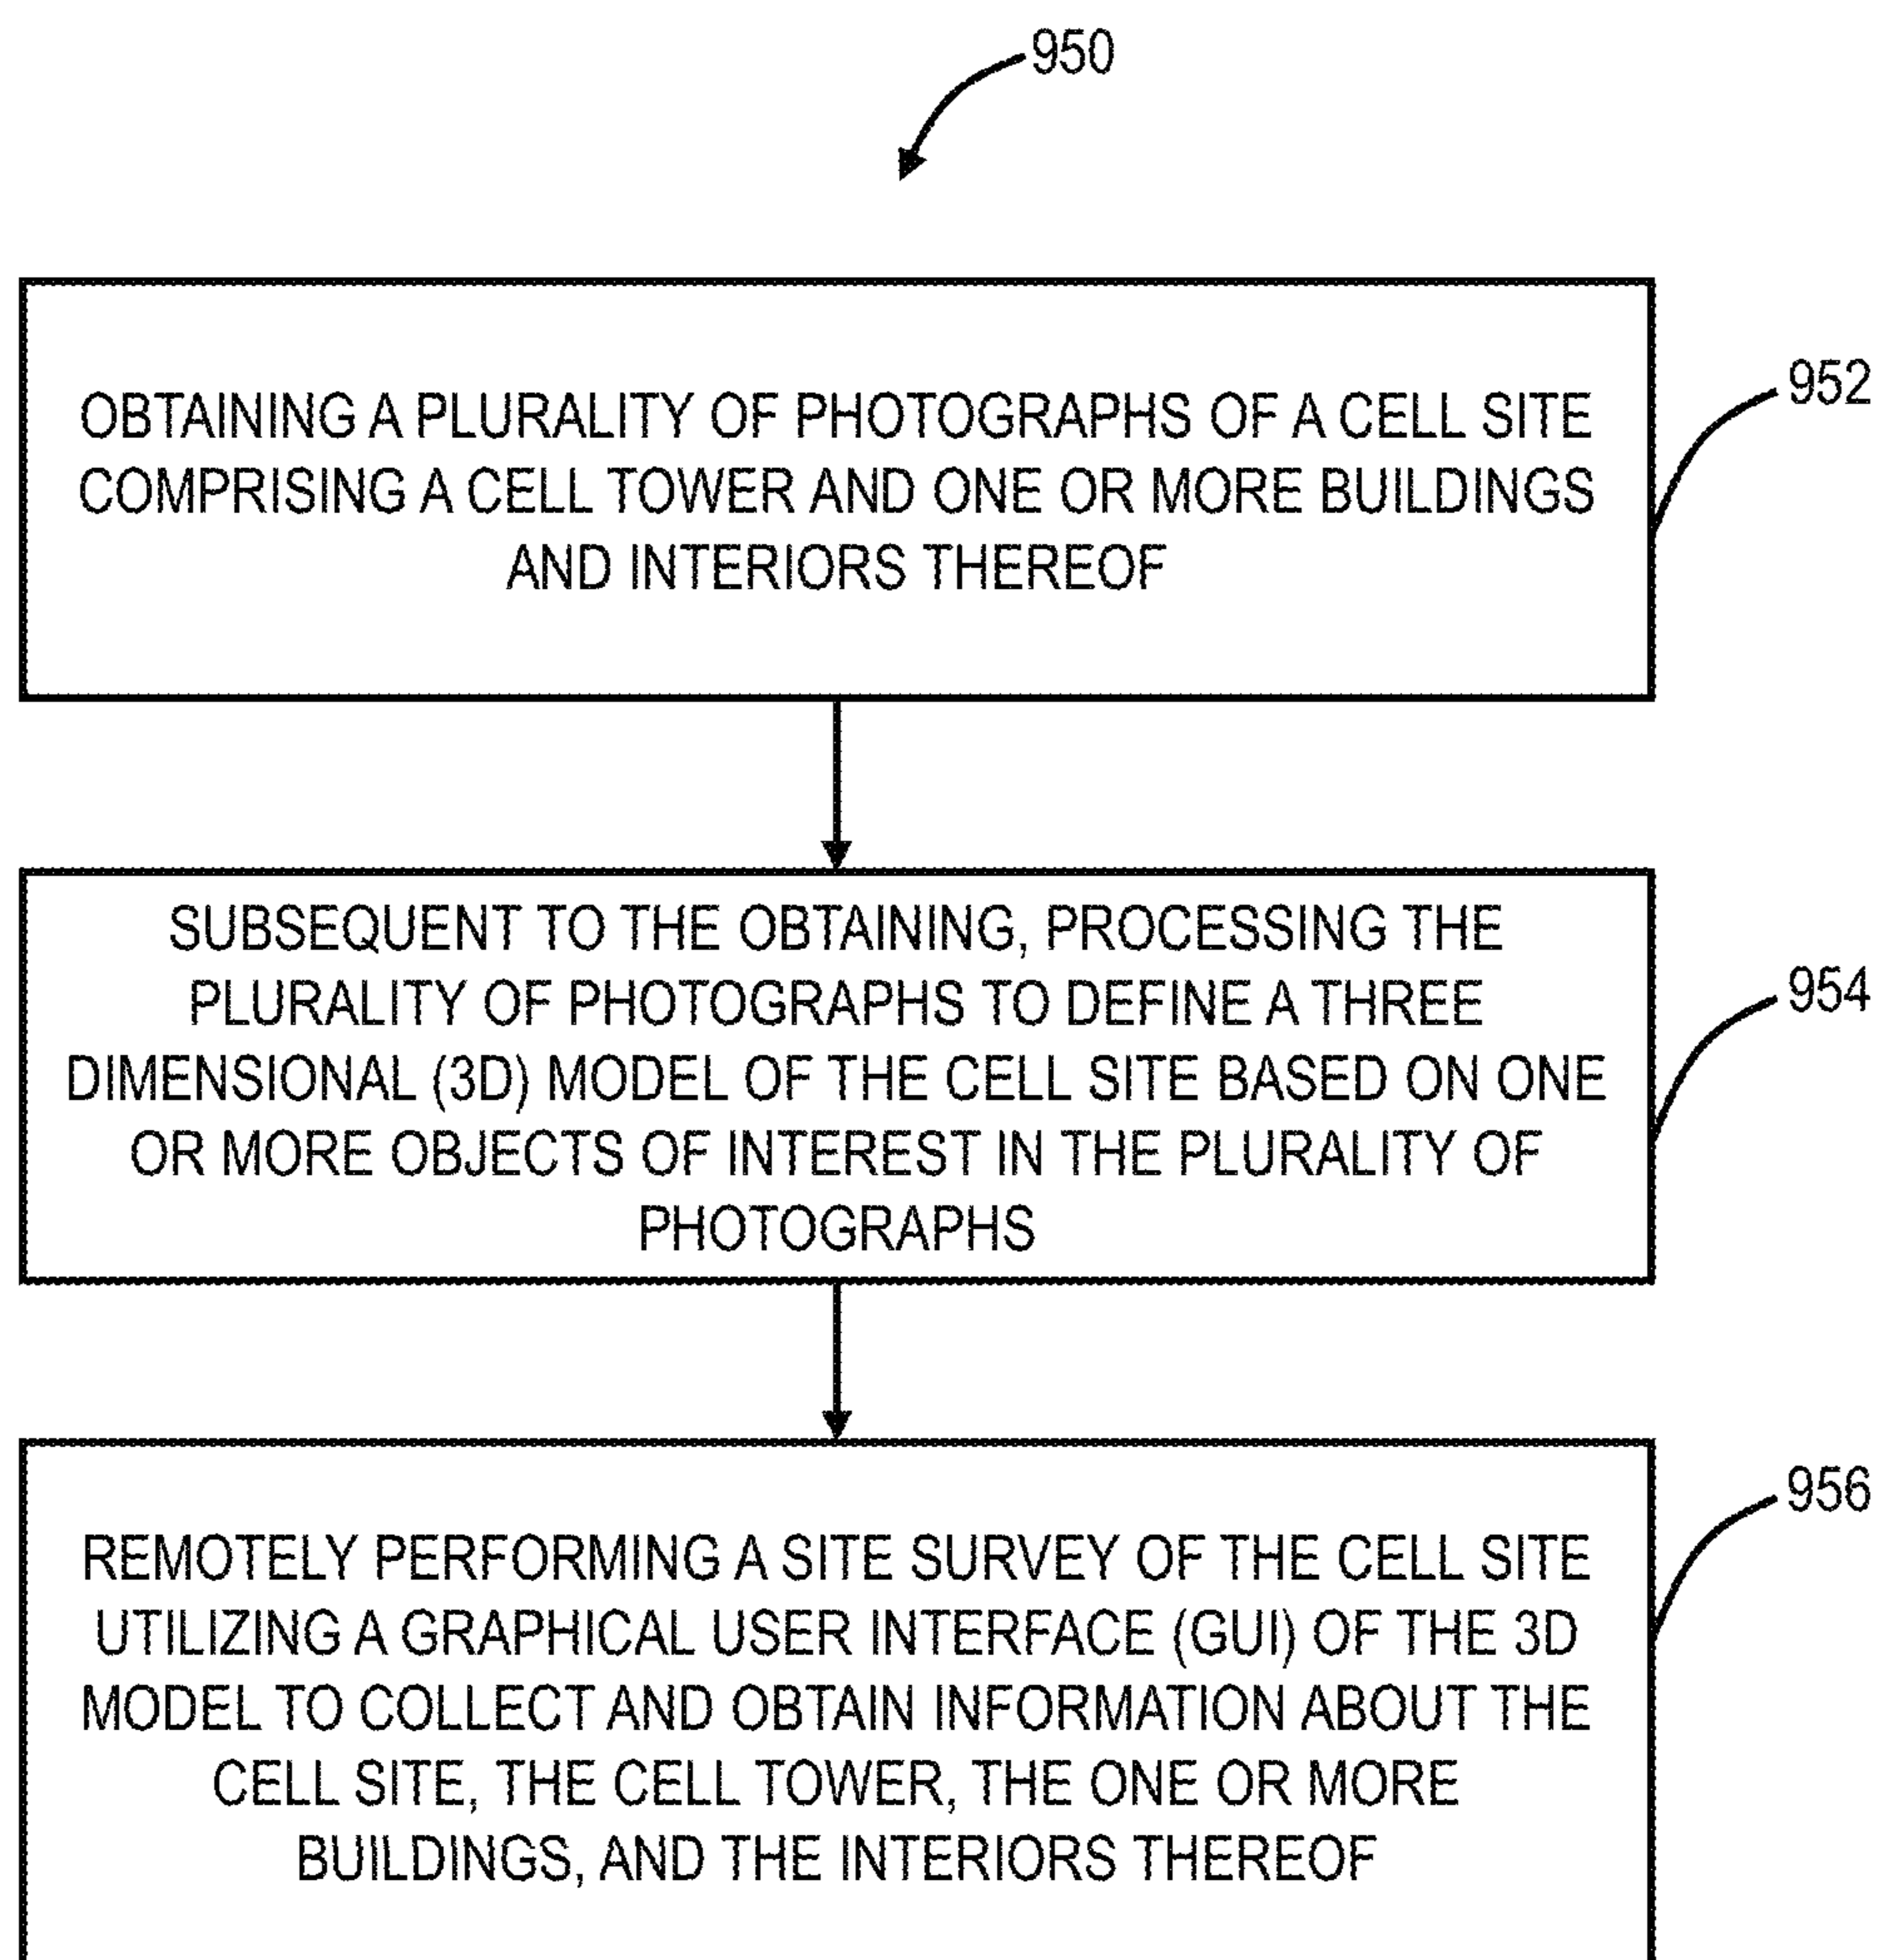 950
OBTAINING A PLURALITY OF PHOTOGRAPHS OF A CELL SITE
COMPRISING A CELL TOWER AND ONE OR MORE BUILDINGS
AND INTERIORS THEREOF
952
SUBSEQUENT TO THE OBTAINING, PROCESSING THE
PLURALITY OF PHOTOGRAPHS TO DEFINE A THREE
DIMENSIONAL (3D) MODEL OF THE CELL SITE BASED ON ONE
OR MORE OBJECTS OF INTEREST IN THE PLURALITY OF
PHOTOGRAPHS
954
REMOTELY PERFORMING A SITE SURVEY OF THE CELL SITE
UTILIZING A GRAPHICAL USER INTERFACE (GUI) OF THE 3D
MODEL TO COLLECT AND OBTAIN INFORMATION ABOUT THE
CELL SITE, THE CELL TOWER, THE ONE OR MORE
BUILDINGS, AND THE INTERIORS THEREOF
956